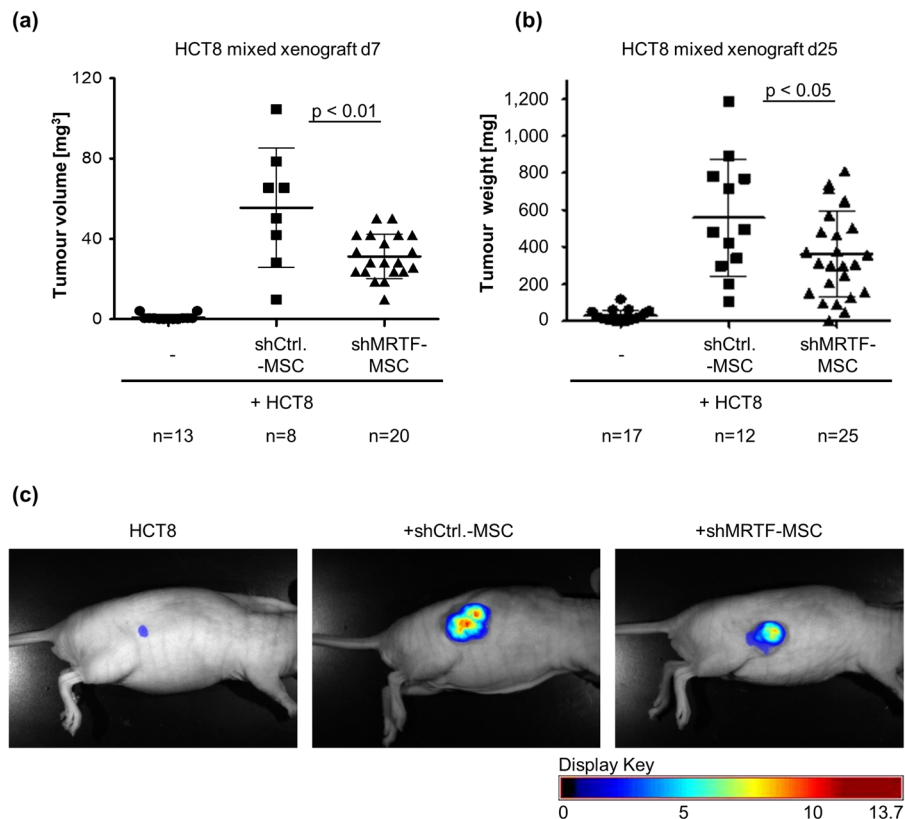 (a)
HCT8 mixed xenograft d7
Tumour volume [mg³]
120
80
40
0
p < 0.01
-
shCtrl.
-MSC
shMRTF-
MSC
+ HCT8
n=13
n=8
n=20
(b)
HCT8 mixed xenograft d25
Tumour weight [mg]
1,200
1,000
800
600
400
200
0
p < 0.05
-
shCtrl.
-MSC
shMRTF-
MSC
+ HCT8
n=17
n=12
n=25
(c)
HCT8
+shCtrl.-MSC
+shMRTF-MSC
Display Key
0 5 10 13.7